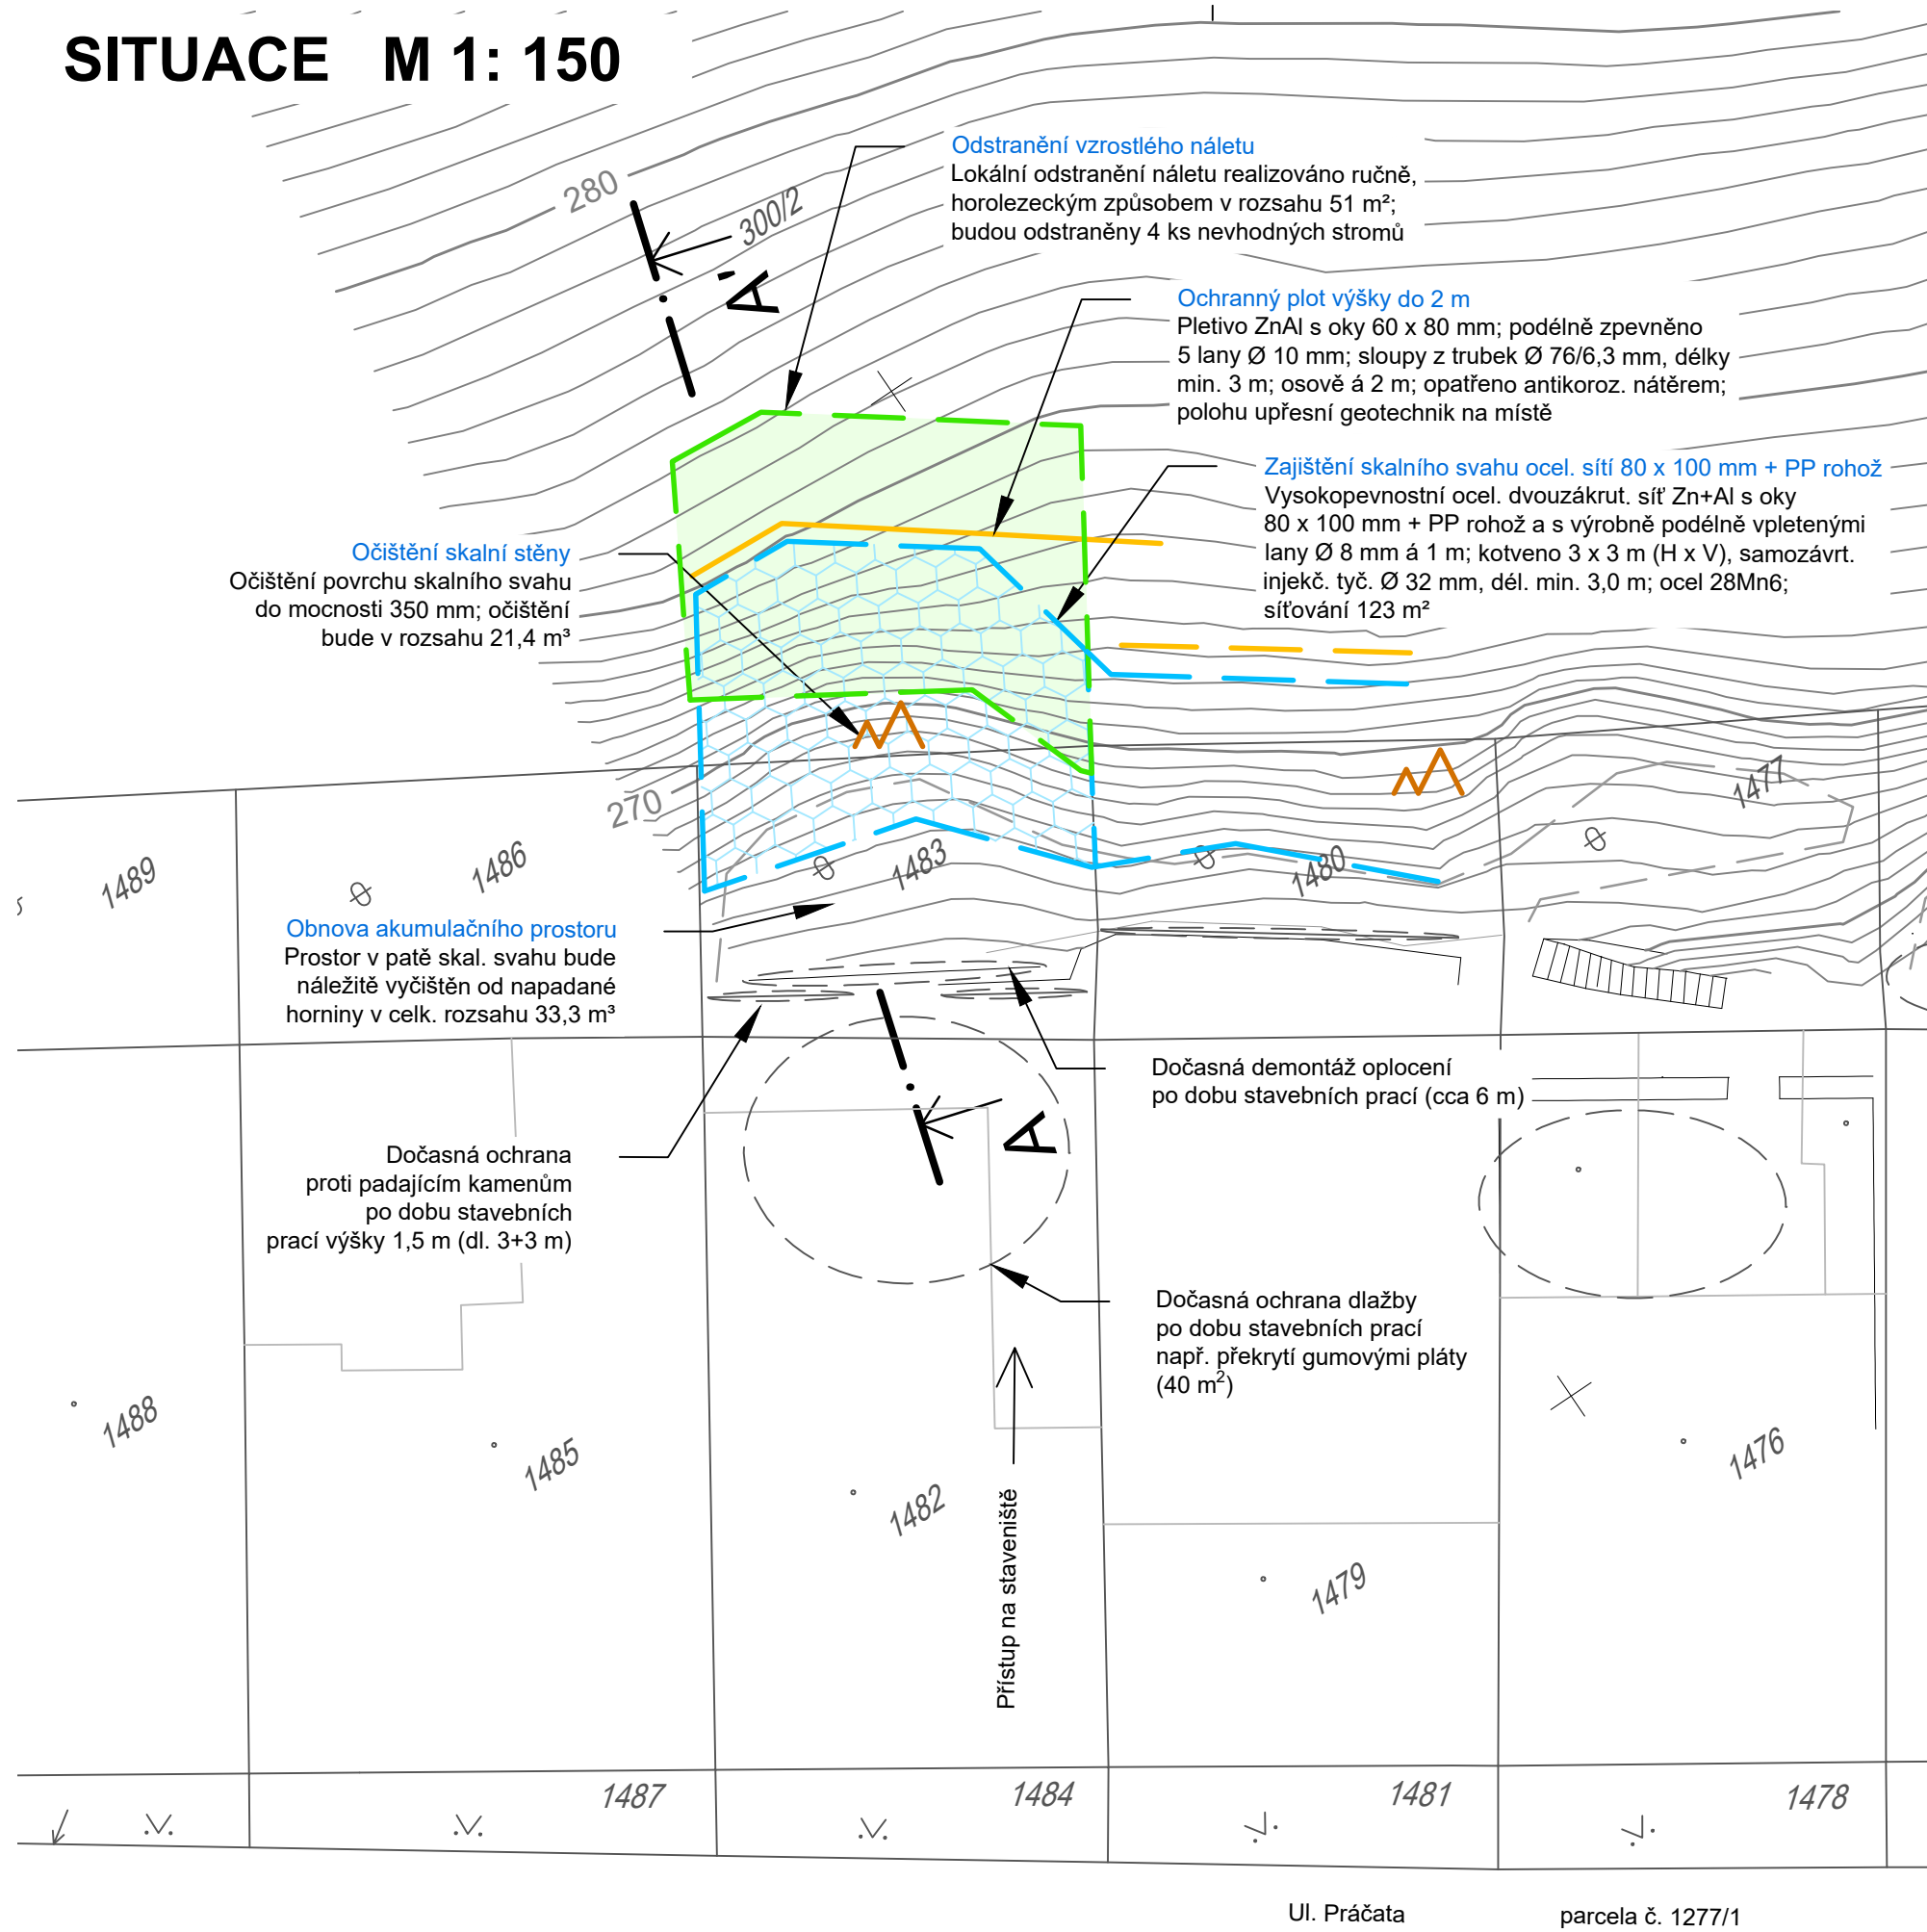 SITUACE M 1: 150
280
300/2
A'
Odstranění vzrostlého náletu
Lokální odstranění náletu realizováno ručně,
horolezeckým způsobem v rozsahu 51 m²;
budou odstraněny 4 ks nevhodných stromů
Ochranný plot výšky do 2 m
Pletivo ZnAl s oky 60 x 80 mm; podélně zpevněno
5 lany Ø 10 mm; sloupy z trubek Ø 76/6,3 mm, délky
min. 3 m; osově á 2 m; opatřeno antikoroz. nátěrem;
polohu upřesní geotechnik na místě
Zajištění skalního svahu ocel. sítí 80 x 100 mm + PP rohož
Vysokopevnostní ocel. dvouzákrut. síť Zn+Al s oky
80 x 100 mm + PP rohož a s výrobně podélně vpletenými
lany Ø 8 mm á 1 m; kotveno 3 x 3 m (H x V), samozávrt.
injekč. tyč. Ø 32 mm, dél. min. 3,0 m; ocel 28Mn6;
síťování 123 m²
Očištění skalní stěny
Očištění povrchu skalního svahu
do mocnosti 350 mm; očištění
bude v rozsahu 21,4 m³
270
1477
1489
1486
1483
1480
Obnova akumulačního prostoru
Prostor v patě skal. svahu bude
náležitě vyčištěn od napadané
horniny v celk. rozsahu 33,3 m³
Dočasná demontáž oplocení
po dobu stavebních prací (cca 6 m)
A
Dočasná ochrana
proti padajícím kamenům
po dobu stavebních
prací výšky 1,5 m (dl. 3+3 m)
Dočasná ochrana dlažby
po dobu stavebních prací
např. překrytí gumovými pláty
(40 m²)
1488
1485
1482
1479
1476
Přístup na staveniště
1487
1484
1481
1478
Ul. Práčata
parcela č. 1277/1